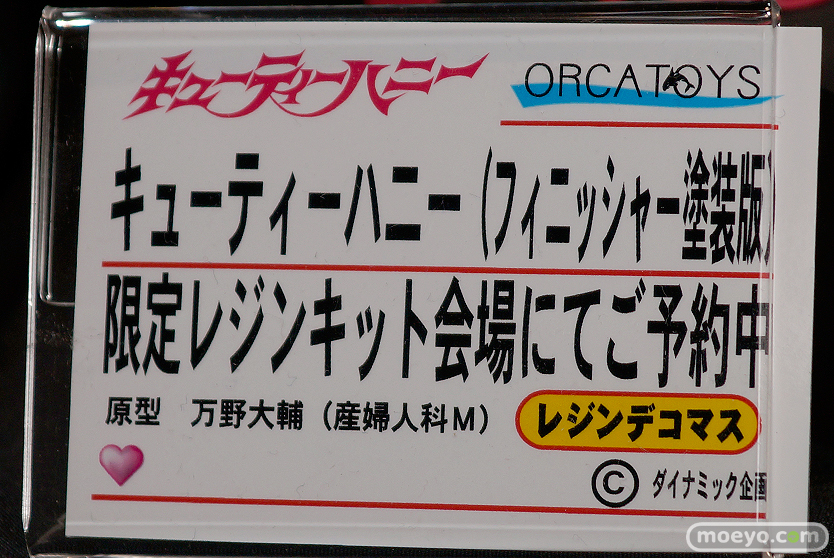 キューティーハニー
ORCATOYS
キューティーハニー(フィニッシャー塗装版)
限定レジンキット会場にてご予約中
原型 万野大輔(産婦人科M)
レジンデコマス
©ダイナミック企画
moeyo.com